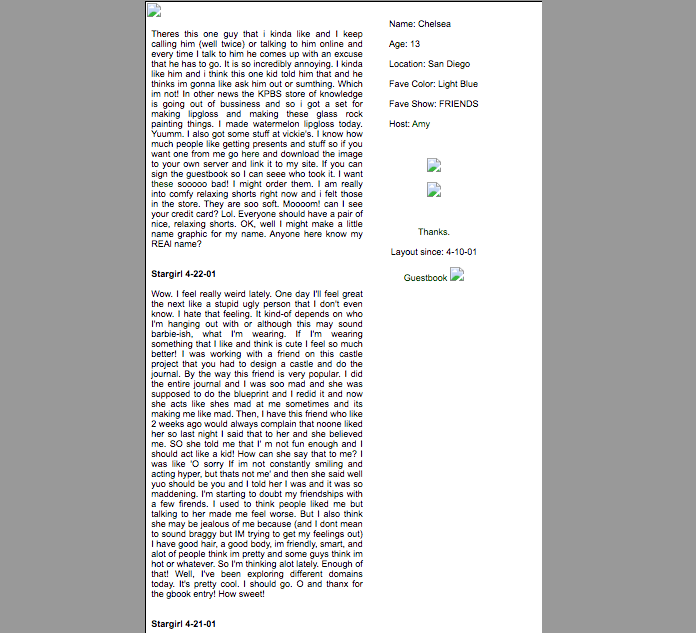 Theres this one guy that i kinda like and I keep
calling him (well twice) or talking to him online and
every time I talk to him he comes up with an excuse
that he has to go. It is so incredibly annoying, I kinda
like him and i think this one kid told him that and he
thinks im gonna like ask him out or sumthing. Which
im not! In other news the KPBS store of knowledge
is going out of bussiness and so i got a set for
making lipgloss and making these glass rock
painting things. I made watermelon lipgloss today.
Yuumm. I also got some stuff at vickie's. I know how
much people like getting presents and stuff so if you
want one from me go here and download the image
to your own server and link it to my site. If you can
sign the guestbook so I can seee who took it. I want
these sooooo bad! I might order them. I am really
into comfy relaxing shorts right now and i felt those
in the store. They are soo soft. Moooom! can I see
your credit card? Lol. Everyone should have a pair of
nice, relaxing shorts. OK, well I might make a little
name graphic for my name. Anyone here know my
REAl name?
Stargirl 4-22-01
Wow. I feel really weird lately. One day I'll feel great
the next like a stupid ugly person that I don't even
know. I hate that feeling. It kind-of depends on who
I'm hanging out with or although this may sound
barbie-ish, what I'm wearing. If I'm wearing
something that I like and think is cute I feel so much
better! I was working with a friend on this castle
project that you had to design a castle and do the
journal. By the way this friend is very popular. I did
the entire journal and I was soo mad and she was
supposed to do the blueprint and I redid it and now
she acts like shes mad at me sometimes and its
making me like mad. Then, I have this friend who like
2 weeks ago would always complain that noone liked
her so last night I said that to her and she believed
me. SO she told me that I' m not fun enough and I
should act like a kid! How can she say that to me? I
was like 'O sorry If im not constantly smiling and
acting hyper, but thats not me' and then she said well
yuo should be you and I told her I was and it was so
maddening. I'm starting to doubt my friendships with
a few firends. I used to think people liked me but
talking to her made me feel worse. But I also think
she may be jealous of me because (and I dont mean
to sound braggy but IM trying to get my feelings out)
I have good hair, a good body, im friendly, smart, and
alot of people think im pretty and some guys think im
hot or whatever. So I'm thinking alot lately. Enough of
that! Well, I've been exploring different domains
today. It's pretty cool. I should go. O and thanx for
the gbook entry! How sweet!
Stargirl 4-21-01
Name: Chelsea
Age: 13
Location: San Diego
Fave Color: Light Blue
Fave Show: FRIENDS
Host: Amy
Thanks.
Layout since: 4-10-01
Guestbook